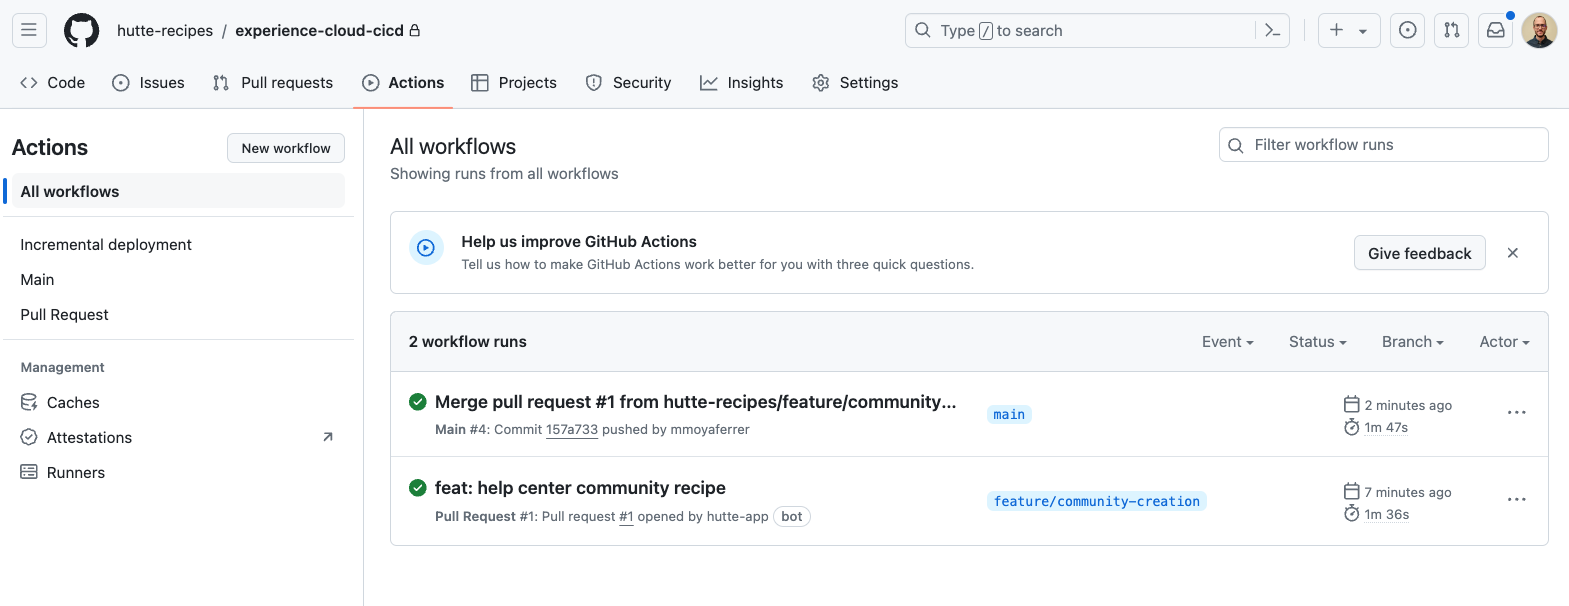 hutte-recipes / experience-cloud-cicd
Type / to search
Code Issues Pull requests Actions Projects Security Insights Settings
Actions
New workflow
All workflows
Incremental deployment
Main
Pull Request
Management
Caches
Attestations
Runners
All workflows
Showing runs from all workflows
Filter workflow runs
Help us improve GitHub Actions
Tell us how to make GitHub Actions work better for you with three quick questions.
Give feedback
2 workflow runs
Event Status Branch Actor
Merge pull request #1 from hutte-recipes/feature/community...
Main #4: Commit 157a733 pushed by mmoyaferrer
main
2 minutes ago
1m 47s
feat: help center community recipe
Pull Request #1: Pull request #1 opened by hutte-app bot
feature/community-creation
7 minutes ago
1m 36s